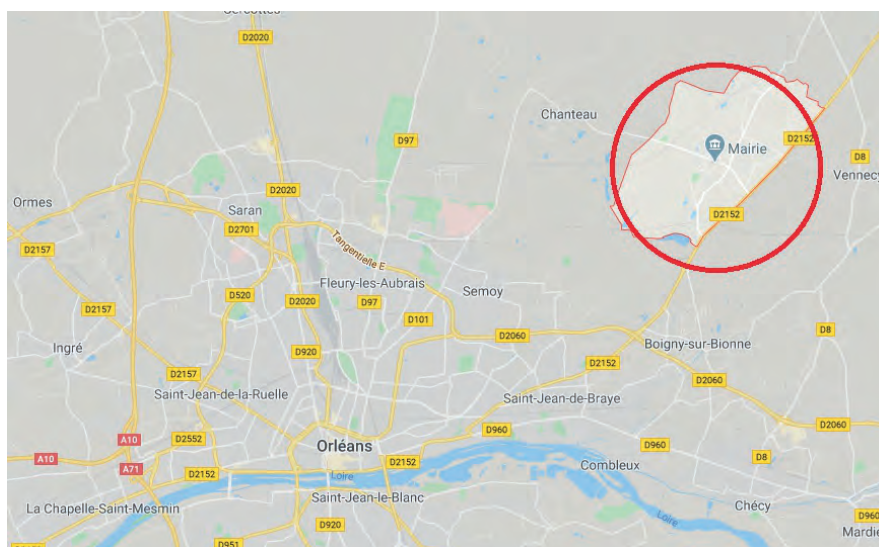 Cercottes
D2020
Chanteau
D97
D2152
Mairie
D8
Vennecy
D2020
Ormes
Saran
D2701
D2152
D2157
Tangentielle E
Fleury-les-Aubrais
Semoy
D520
D2020
D97
D2157
D101
D8
D2060
Ingré
D920
Boigny-sur-Bionne
D2152
D2157
D2060
Saint-Jean-de-la-Ruelle
Saint-Jean-de-Braye
D2060
D960
A10
D2552
Orléans
D960
A10
A71
D2152
D2152
D8
Combleux
Loire
Saint-Jean-le-Blanc
La Chapelle-Saint-Mesmin
Chécy
D920
Loire
D960
Mardie
D951